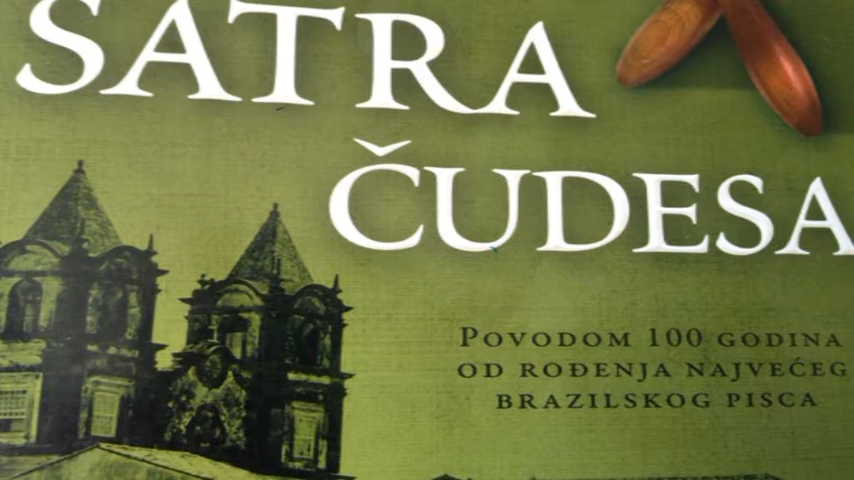 ŠATRA
ČUDESA
POVODOM 100 GODINA
OD ROĐENJA NAJVEĆEG
BRAZILSKOG PISCA